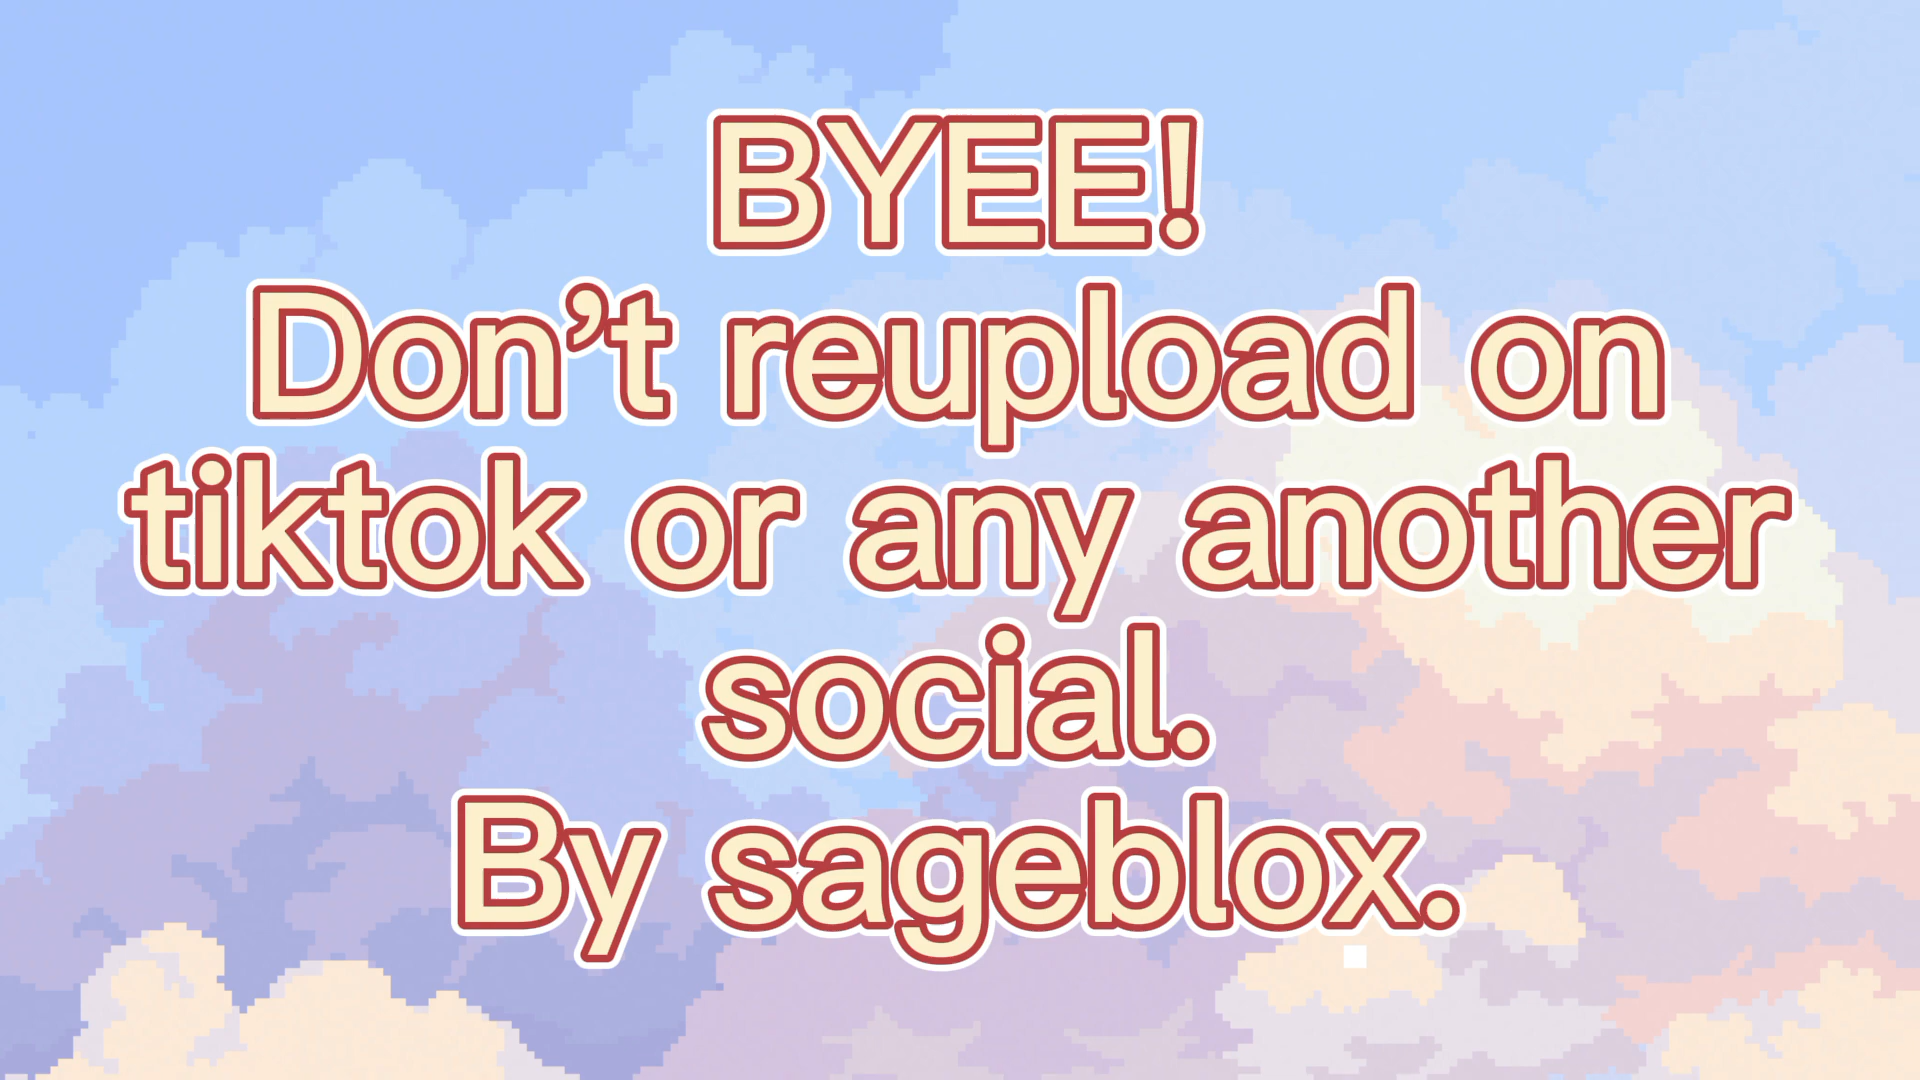 BYEE!
Don’t reupload on
tiktok or any another
social.
By sageblox.